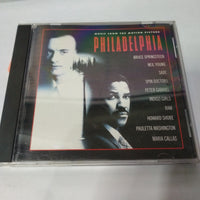 MUSIC FROM THE MOTION PICTURE
PHILADELPHIA
BRUCE SPRINGSTEEN
NEIL YOUNG
SADE
SPIN DOCTORS
PETER GABRIEL
INDIGO GIRLS
RAM
HOWARD SHORE
PAULETTA WASHINGTON
MARIA CALLAS